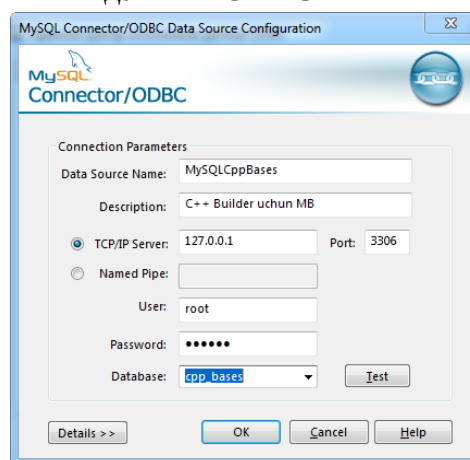 MySQL Connector/ODBC Data Source Configuration
MySQL
Connector/ODBC
Connection Parameters
Data Source Name: MySQLCppBases
Description: C++ Builder uchun MB
TCP/IP Server: 127.0.0.1 Port: 3306
Named Pipe:
User: root
Password: ••••••
Database: cpp_bases Test
Details >> OK Cancel Help